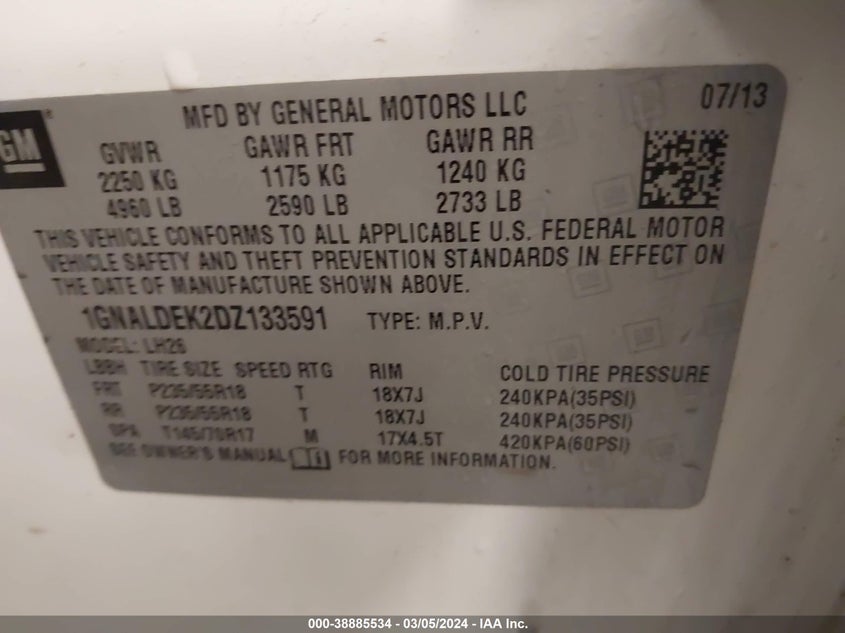 GM
MFD BY GENERAL MOTORS LLC 07/13
GVWR GAWR FRT GAWR RR
2250 KG 1175 KG 1240 KG
4960 LB 2590 LB 2733 LB
THIS VEHICLE CONFORMS TO ALL APPLICABLE U.S. FEDERAL MOTOR
VEHICLE SAFETY AND THEFT PREVENTION STANDARDS IN EFFECT ON
THE DATE OF MANUFACTURE SHOWN ABOVE.
1GNALDEK2DZ133591 TYPE: M.P.V.
MODEL: LH26
LBBH TIRE SIZE SPEED RTG RIM COLD TIRE PRESSURE
FRT P235/55R18 T 18X7J 240KPA(35PSI)
RR P235/55R18 T 18X7J 240KPA(35PSI)
SPA T145/70R17 M 17X4.5T 420KPA(60PSI)
SEE OWNER'S MANUAL FOR MORE INFORMATION.
000-38885534 / 03/05/2024 - IAA Inc.